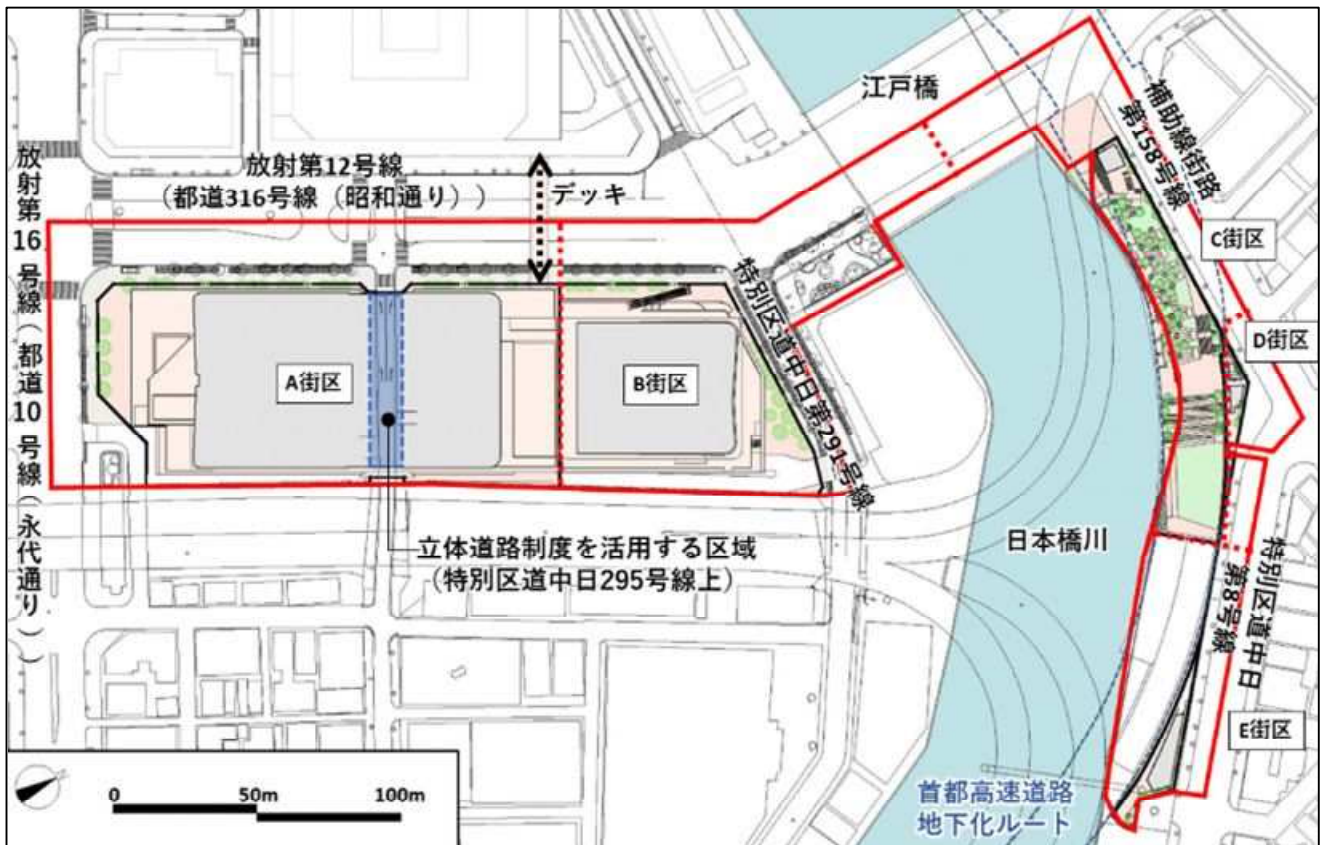 江戸橋
補助線街路
第158号線
放射第12号線
(都道316号線(昭和通り))
デッキ
放射第16号線(都道10号線(永代通り))
C街区
特別区道中日第291号線
D街区
A街区
B街区
日本橋川
立体道路制度を活用する区域
(特別区道中日295号線上)
特別区道中日
第8号線
E街区
首都高速道路
地下化ルート
0 50m 100m